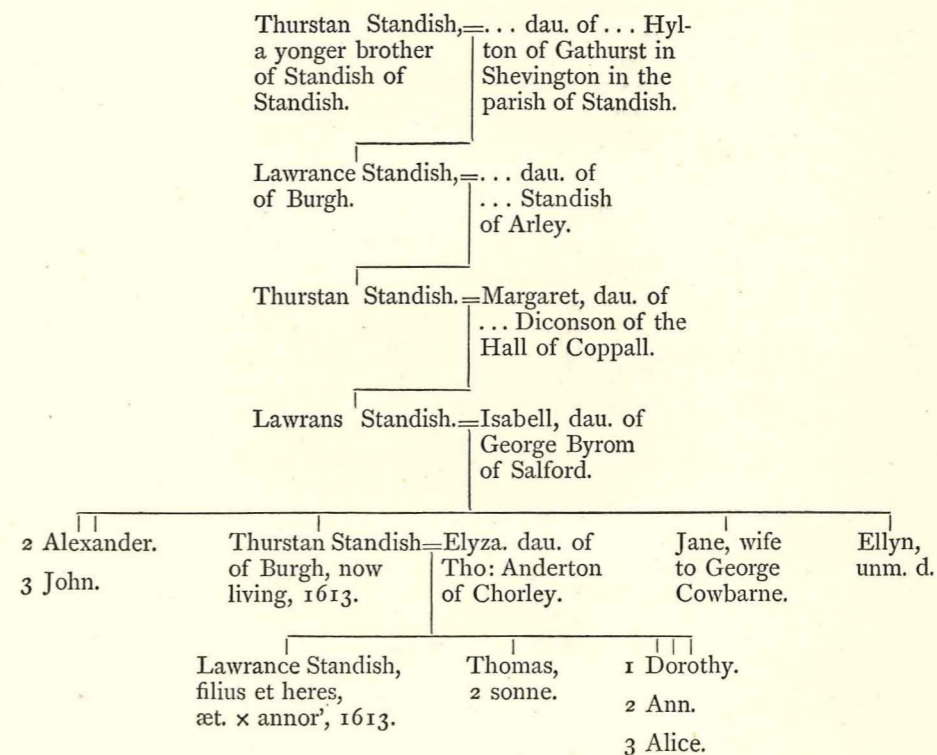 Thurstan Standish,=... dau. of ... Hyl-
a yonger brother ton of Gathurst in
of Standish of Shevington in the
Standish. parish of Standish.
Lawrance Standish,=... dau. of
of Burgh. ... Standish
of Arley.
Thurstan Standish.=Margaret, dau. of
... Diconson of the
Hall of Coppall.
Lawrans Standish.=Isabell, dau. of
George Byrom
of Salford.
2 Alexander.
3 John.
Thurstan Standish=Elyza. dau. of
of Burgh, now Tho: Anderton
living, 1613. of Chorley.
Jane, wife
to George
Cowbarne.
Ellyn,
unm. d.
Lawrance Standish,
filius et heres,
æt. x annor', 1613.
Thomas,
2 sonne.
1 Dorothy.
2 Ann.
3 Alice.